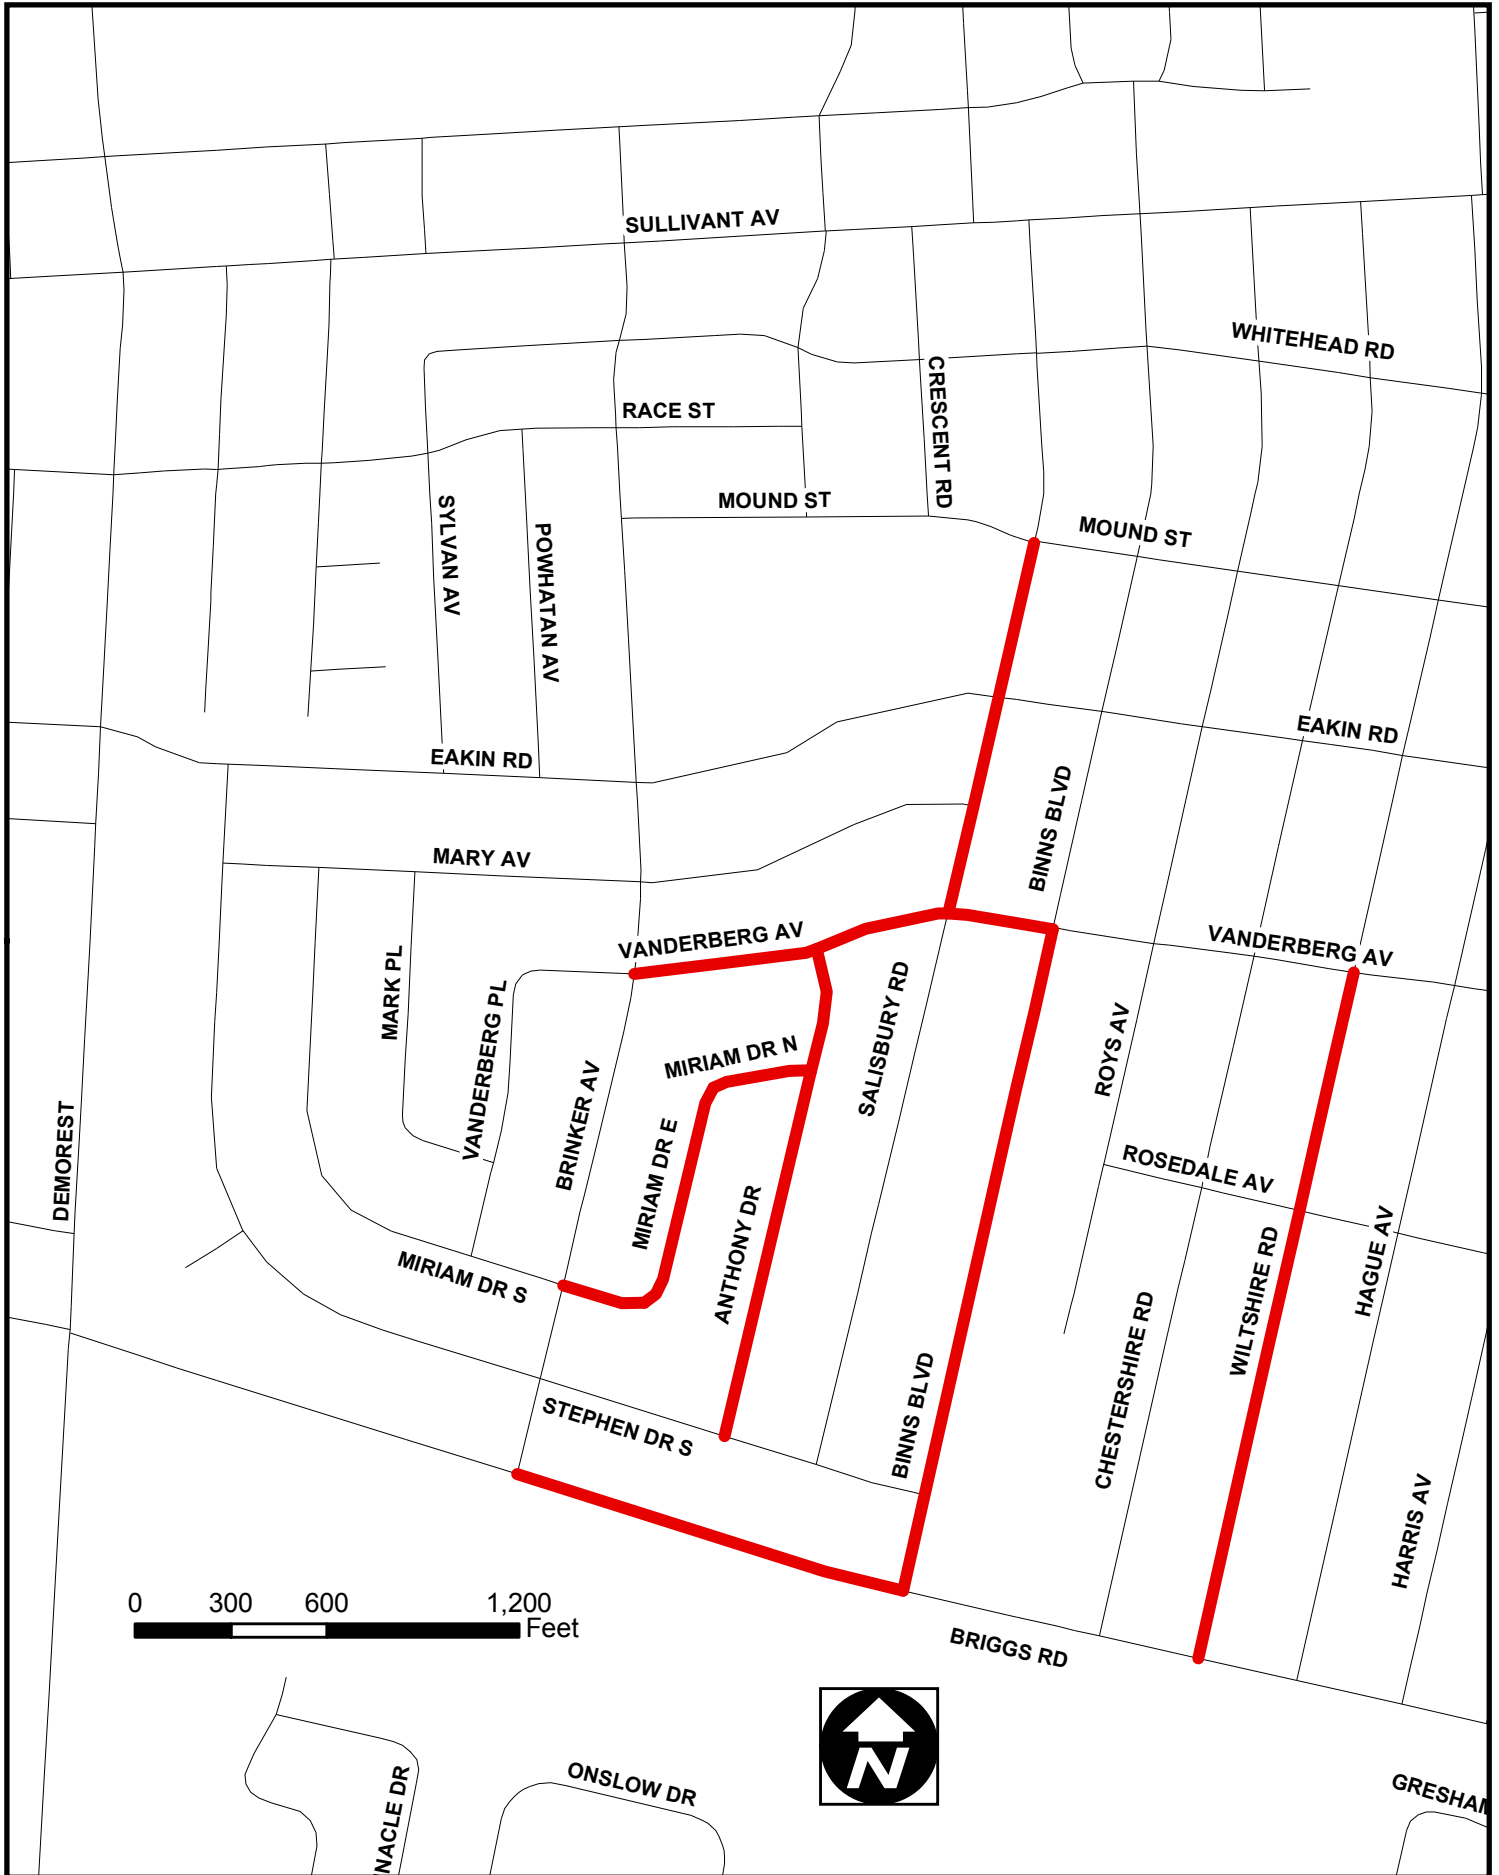 SULLIVANT AV
WHITEHEAD RD
CRESCENT RD
RACE ST
MOUND ST
MOUND ST
SYLVAN AV
POWHATAN AV
EAKIN RD
EAKIN RD
BINNS BLVD
MARY AV
VANDERBERG AV
VANDERBERG AV
MARK PL
VANDERBERG PL
SALISBURY RD
ROYS AV
MIRIAM DR N
BRINKER AV
MIRIAM DR E
DEMOREST
ROSEDALE AV
ANTHONY DR
HAGUE AV
WILTSHIRE RD
MIRIAM DR S
CHESTERSHIRE RD
BINNS BLVD
STEPHEN DR S
HARRIS AV
0 300 600 1,200
Feet
BRIGGS RD
N
ONSLOW DR
NACLE DR
GRESHAM